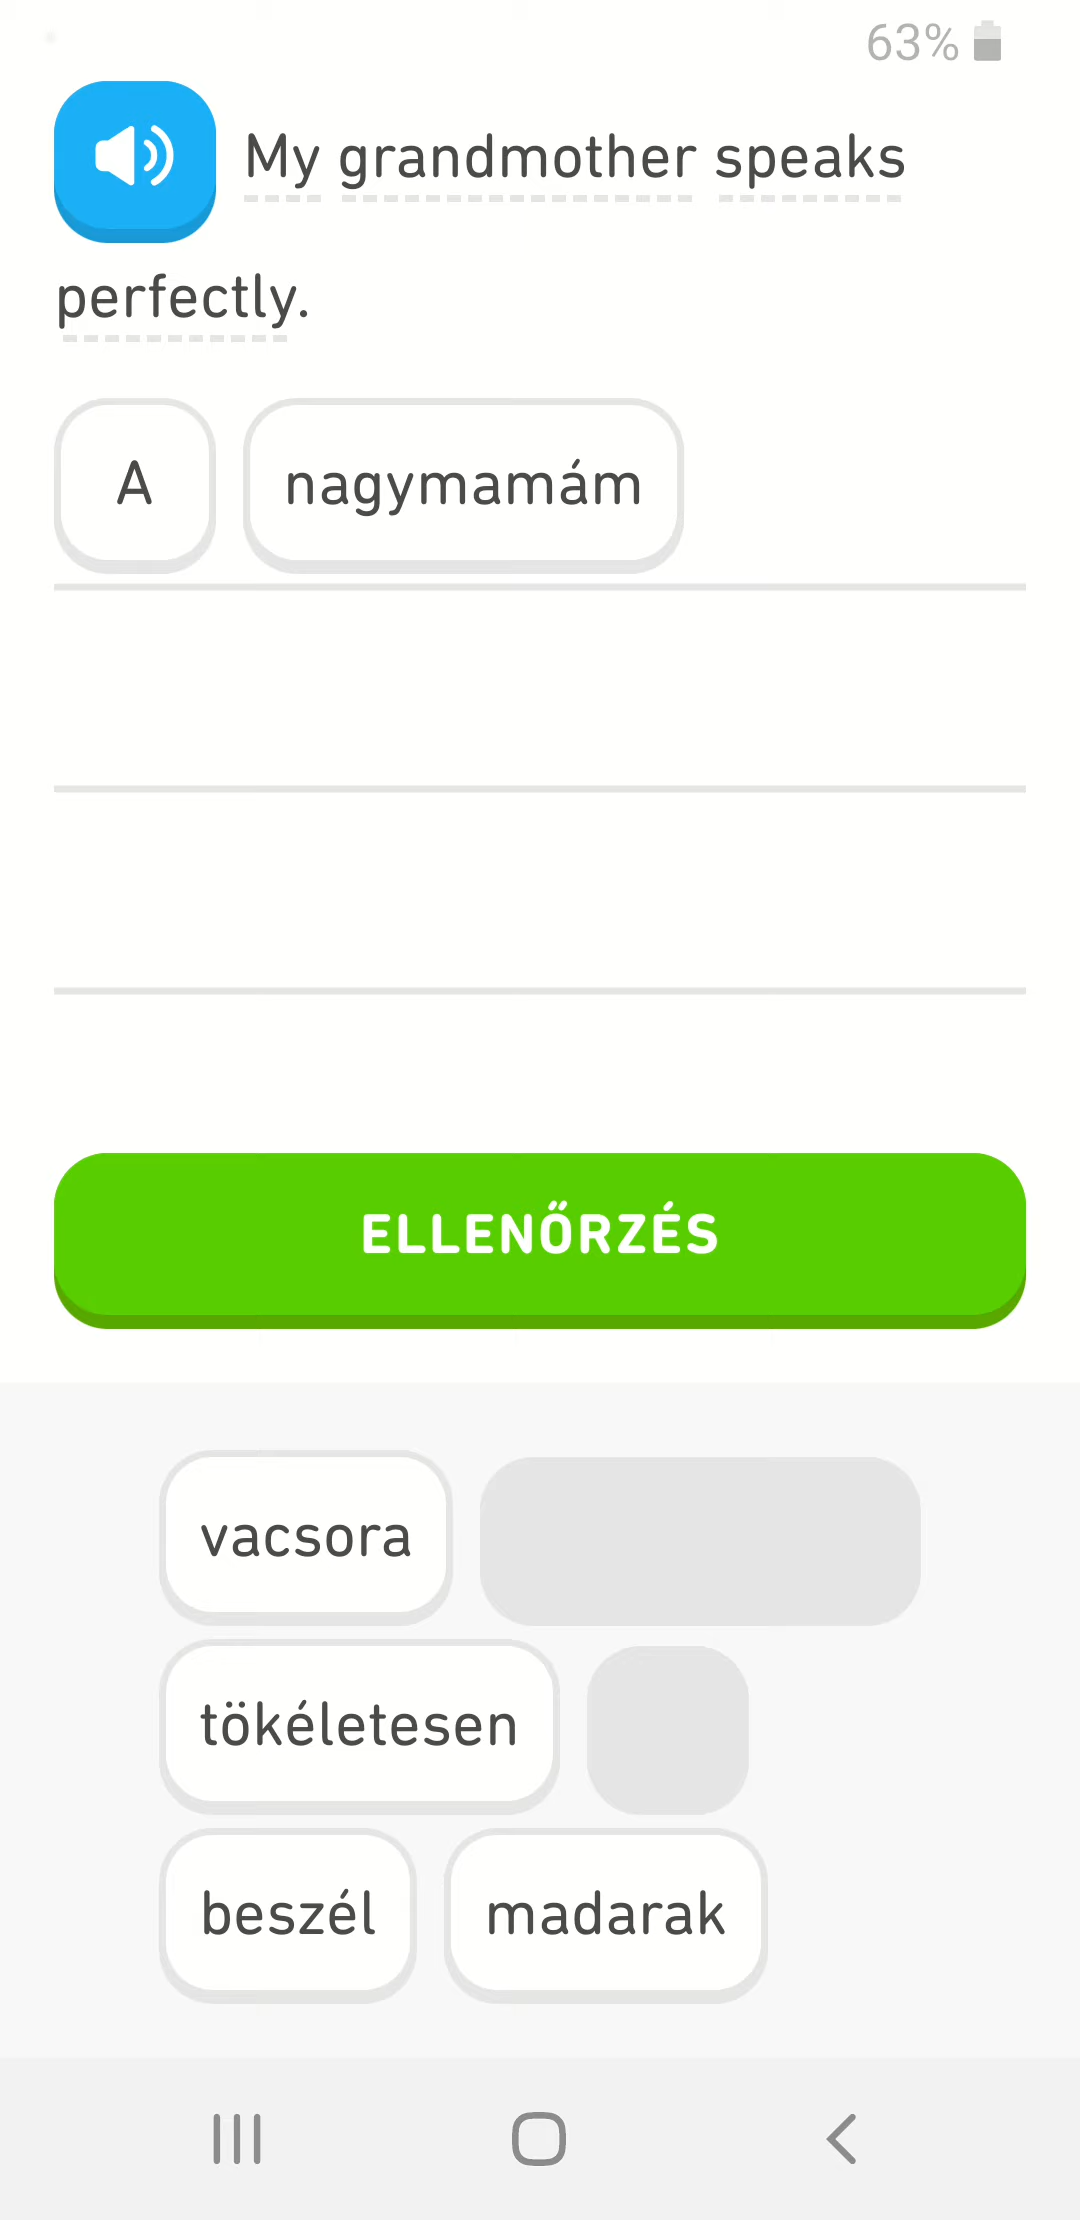 63%
My grandmother speaks
perfectly.
A nagymamám
ELLENŐRZÉS
vacsora
tökéletesen
beszél madarak